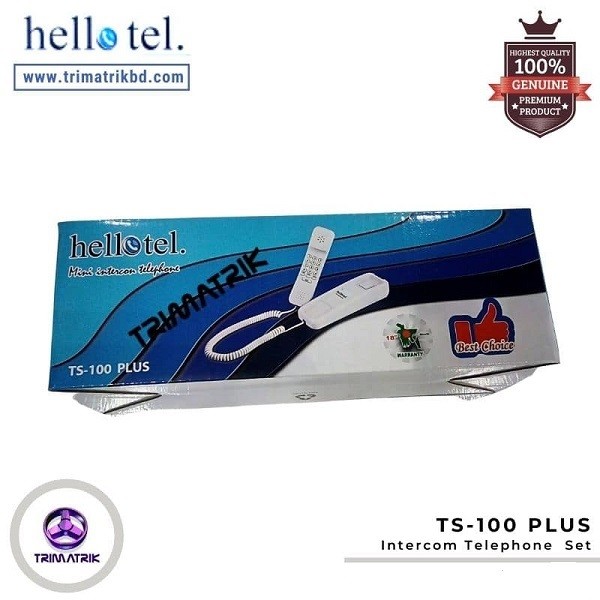 hello tel.
www.trimatrikbd.com
HIGHEST QUALITY
100%
GENUINE
PREMIUM
PRODUCT
hellotel.
Mini intercon telephone
TRIMATRIK
TS-100 PLUS
WARRANTY
Best Choice
TRIMATRIK
TS-100 PLUS
Intercom Telephone Set